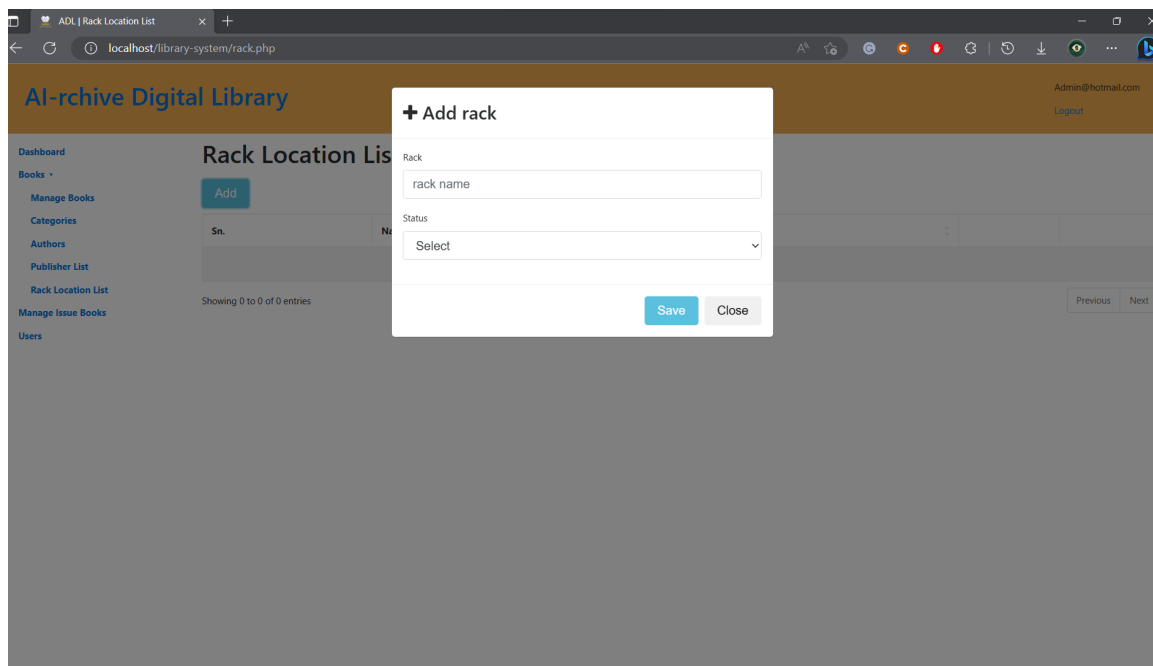 ADL | Rack Location List
localhost/library-system/rack.php
AI-rchive Digital Library
Admin@hotmail.com
Logout
Dashboard
Books
Manage Books
Categories
Authors
Publisher List
Rack Location List
Manage Issue Books
Users
Rack Location Lis
Add
Sn.
Na
Showing 0 to 0 of 0 entries
Previous Next
Add rack
Rack
rack name
Status
Select
Save Close